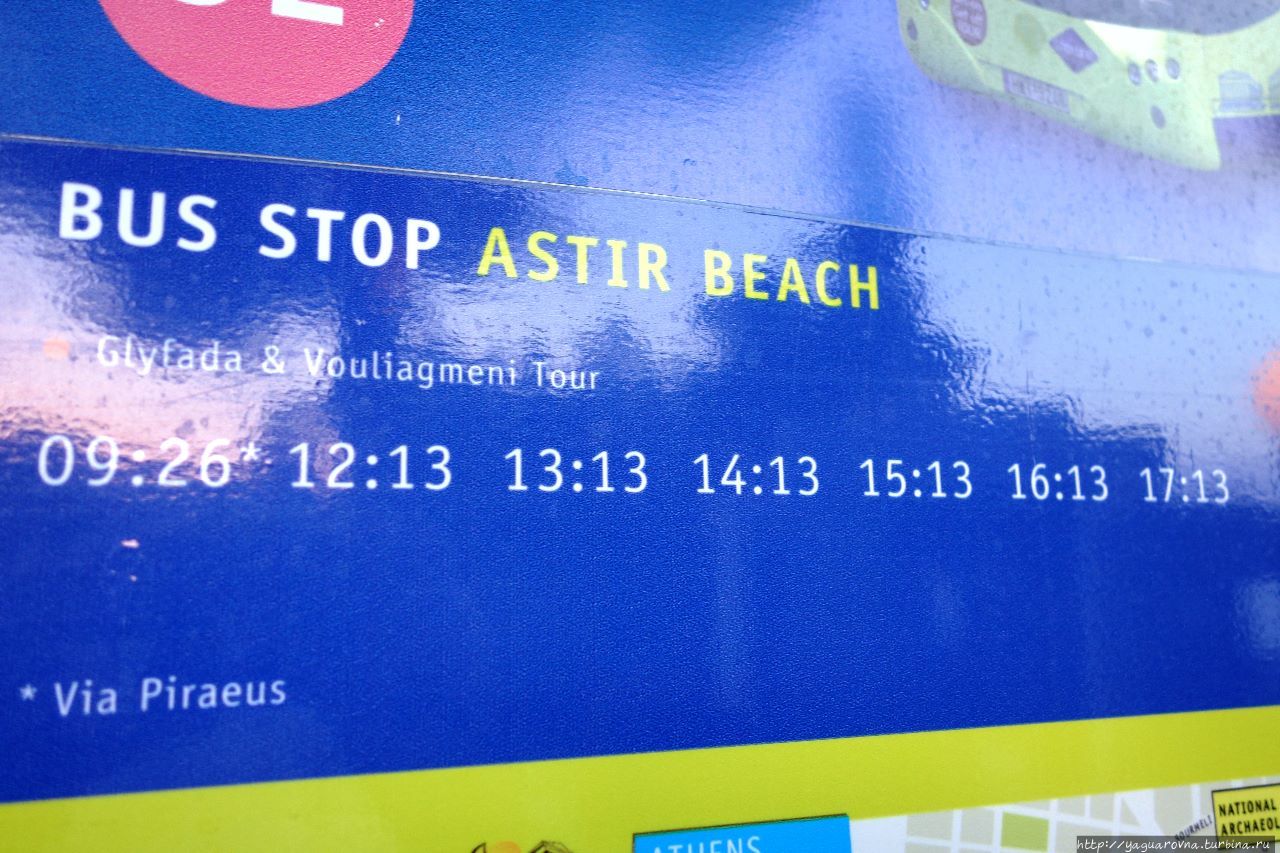 BUS STOP ASTIR BEACH
Glyfada & Vouliagmeni Tour
09:26* 12:13 13:13 14:13 15:13 16:13 17:13
* Via Piraeus
ATHENS
NATIONAL
ARCHAEOL
http://yaguarovna.turbina.ru